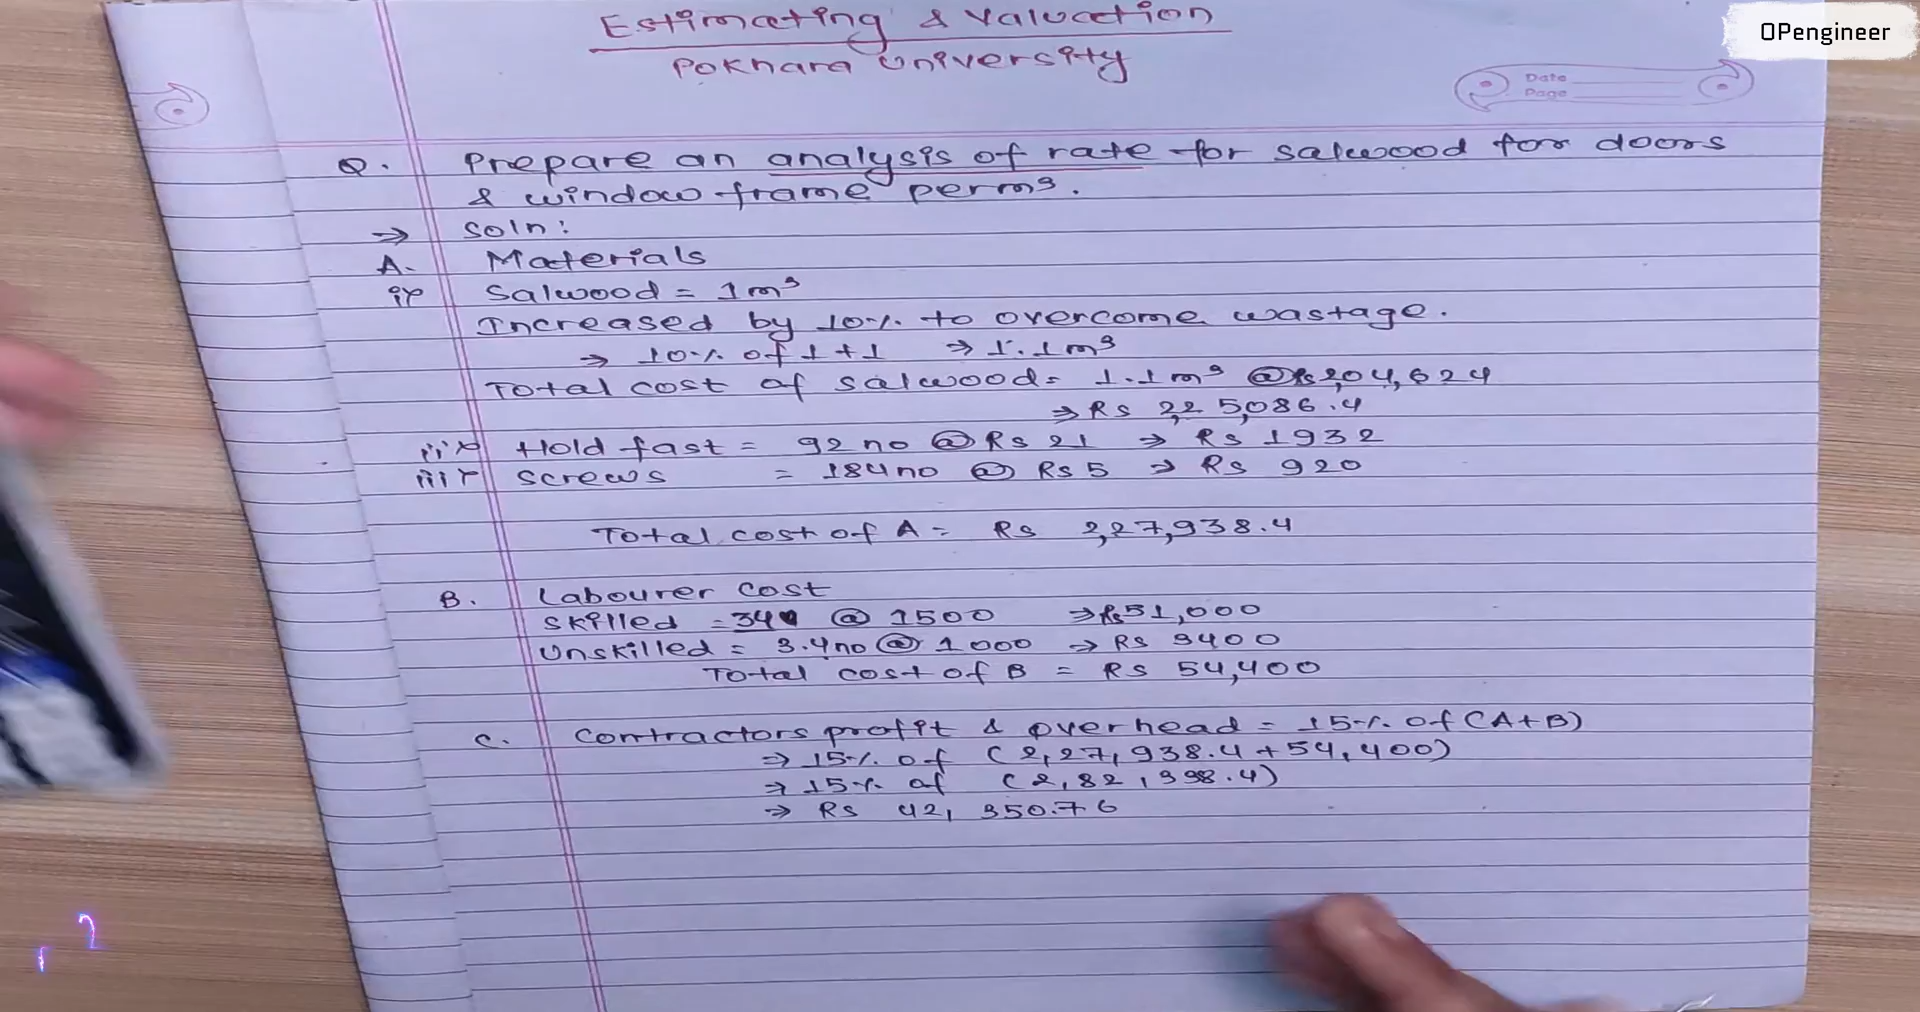 Estimating & Valuation
Pokhara University
OPengineer
Date
Page
Q. Prepare an analysis of rate for salwood for doors
& window frame per m³.
⇒ Soln:
A. Materials
i) Salwood = 1m³
Increased by 10% to overcome wastage.
⇒ 10% of 1+1 ⇒ 1.1m³
Total cost of salwood = 1.1m³ @Rs 2,04,624
⇒ Rs 2,25,086.4
ii) Hold fast = 92 no @ Rs 21 ⇒ Rs 1932
iii) Screws = 184 no @ Rs 5 ⇒ Rs 920
Total cost of A = Rs 2,27,938.4
B. Labourer cost
Skilled = 34 @ 1500 ⇒ Rs 51,000
Unskilled = 3.4 no @ 1000 ⇒ Rs 3400
Total cost of B = Rs 54,400
C. Contractors profit & overhead = 15% of (A+B)
⇒ 15% of (2,27,938.4 + 54,400)
⇒ 15% of (2,82,338.4)
⇒ Rs 42,350.76